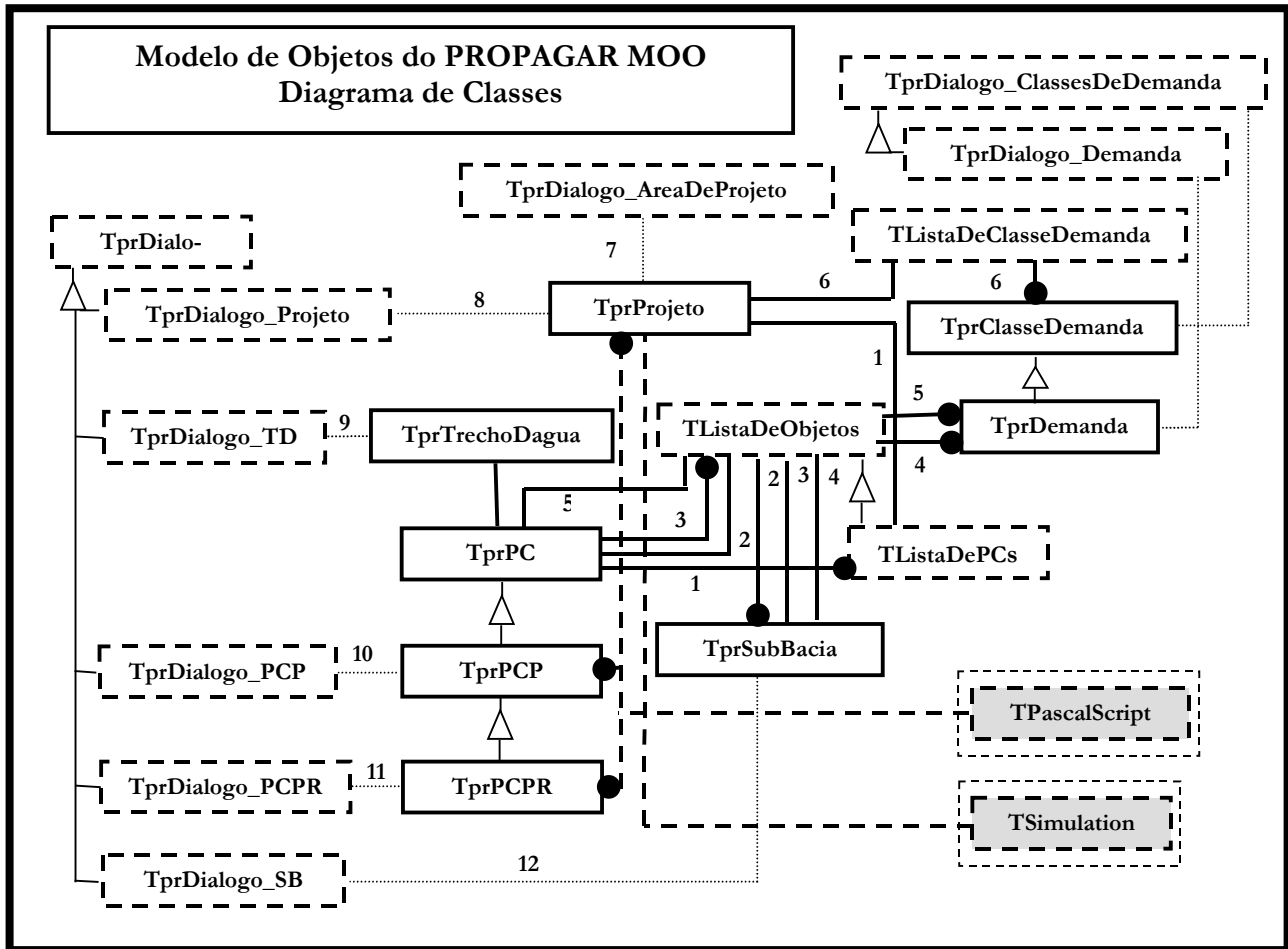 Modelo de Objetos do PROPAGAR MOO
Diagrama de Classes
TprDialogo_ClassesDeDemanda
TprDialogo_Demanda
TprDialogo_AreaDeProjeto
TprDialo-
TListaDeClasseDemanda
7
6
6
TprDialogo_Projeto
8
TprProjeto
TprClasseDemanda
1
5
9
TprDialogo_TD
TprTrechoDagua
TListaDeObjetos
TprDemanda
4
2
3
4
5
3
2
TprPC
TListaDePCs
1
TprSubBacia
10
TprDialogo_PCP
TprPCP
TPascalScript
11
TprDialogo_PCPR
TprPCPR
TSimulation
12
TprDialogo_SB